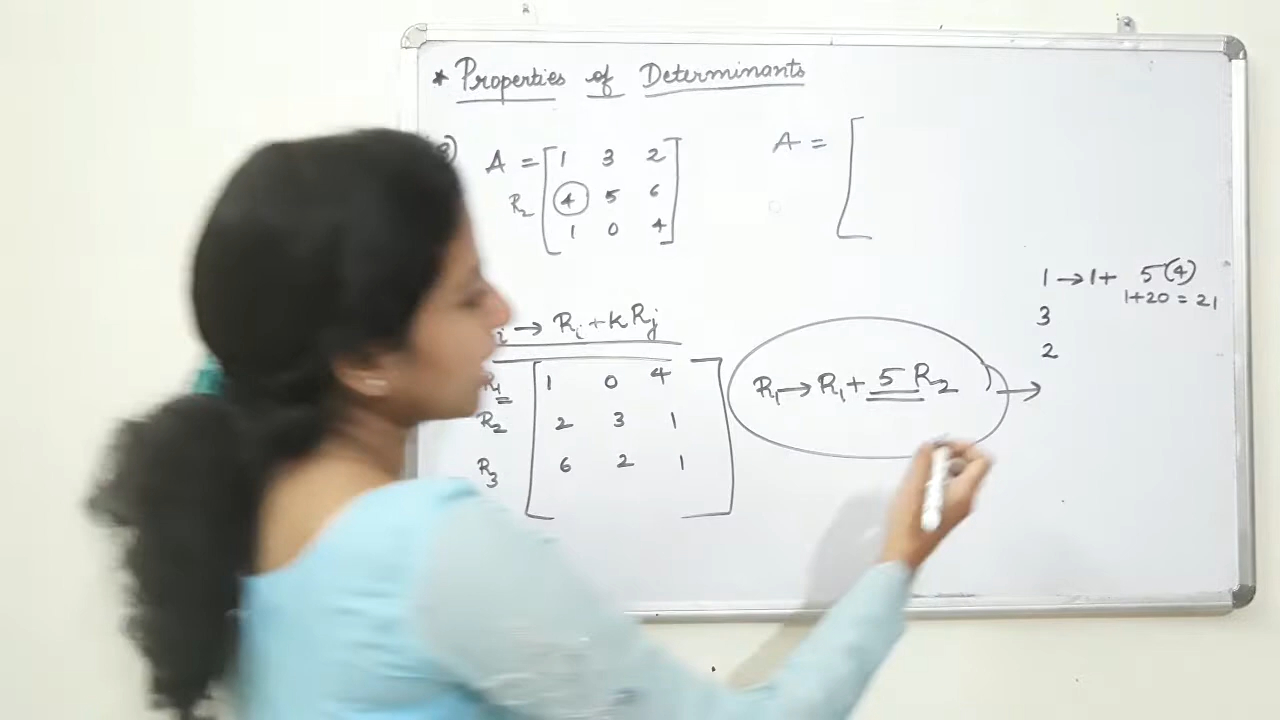 * Properties of Determinants
A = [ 1 3 2
R2 4 5 6
1 0 4 ]
A = [
1 → 1 + 5(4)
1+20 = 21
3
2
i → Ri + k Rj
R1 [ 1 0 4
R2 2 3 1
R3 6 2 1 ]
R1 → R1 + 5 R2 →